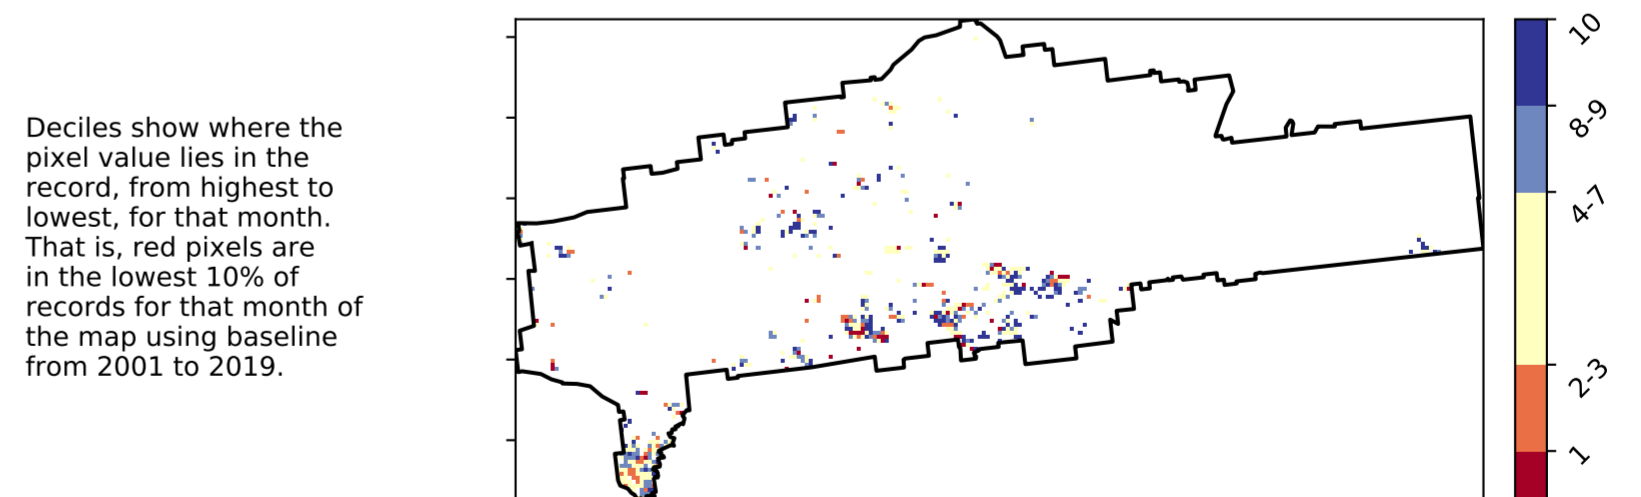 Deciles show where the
pixel value lies in the
record, from highest to
lowest, for that month.
That is, red pixels are
in the lowest 10% of
records for that month of
the map using baseline
from 2001 to 2019.
10
8-9
4-7
2-3
1